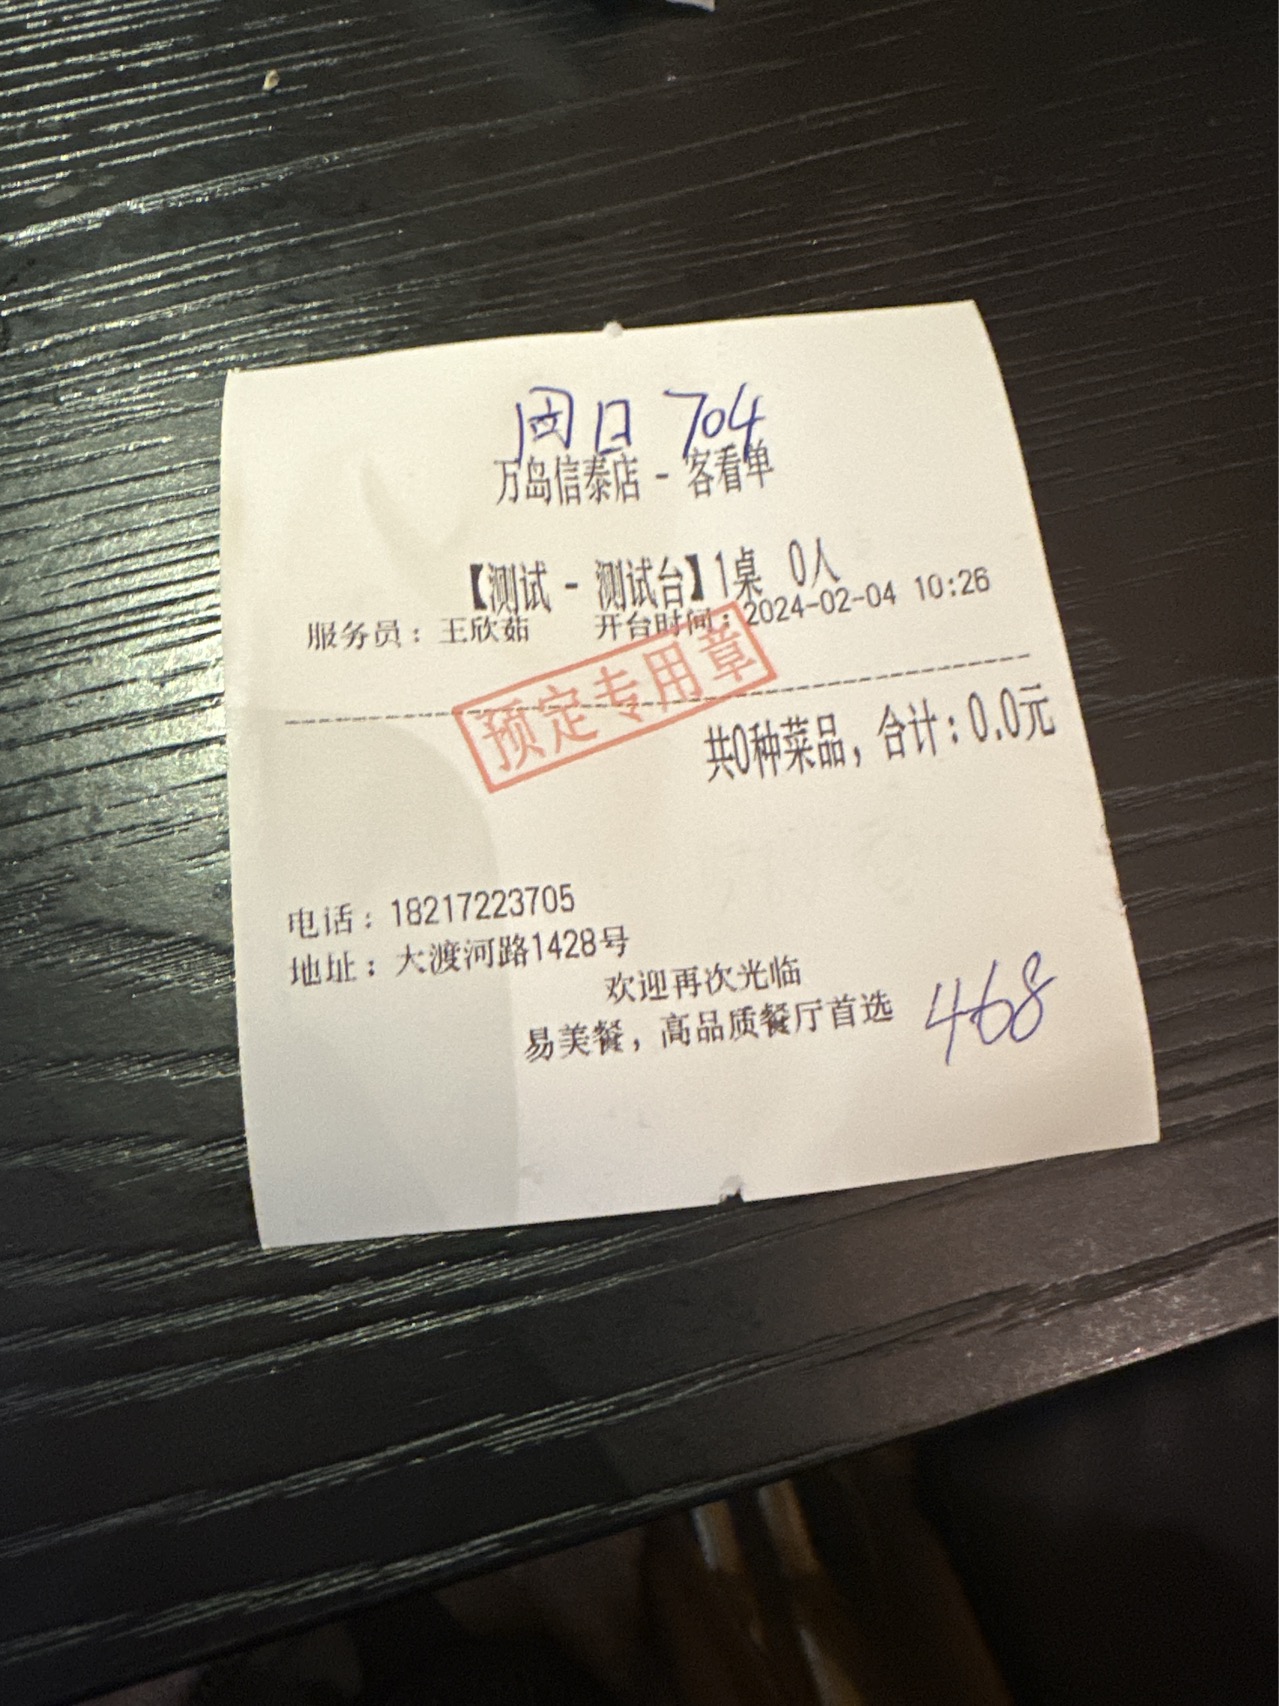 周日 704
万岛信泰店 - 客看单
【测试 - 测试台】1桌 0人
服务员：王欣茹 开台时间：2024-02-04 10:26
预定专用章
共0种菜品，合计：0.0元
电话：18217223705
地址：大渡河路1428号
欢迎再次光临
易美餐，高品质餐厅首选
468